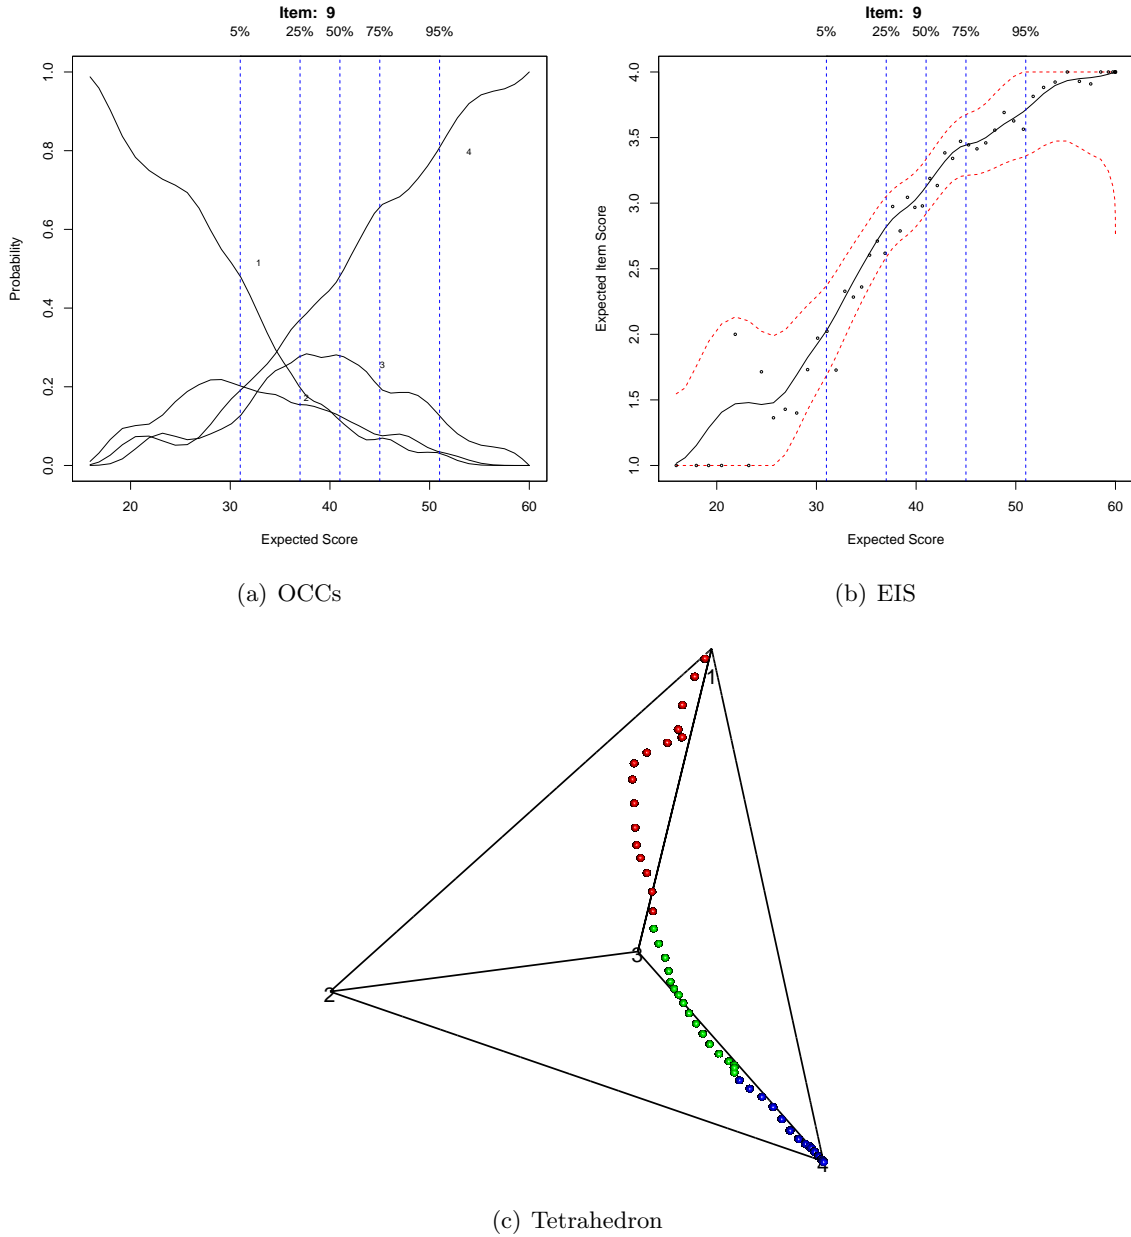 Item: 9
5% 25% 50% 75% 95%
1.0
0.8
0.6
0.4
0.2
0.0
Probability
1
2
3
4
20 30 40 50 60
Expected Score
(a) OCCs
Item: 9
5% 25% 50% 75% 95%
4.0
3.5
3.0
2.5
2.0
1.5
1.0
Expected Item Score
20 30 40 50 60
Expected Score
(b) EIS
1
2
3
4
(c) Tetrahedron